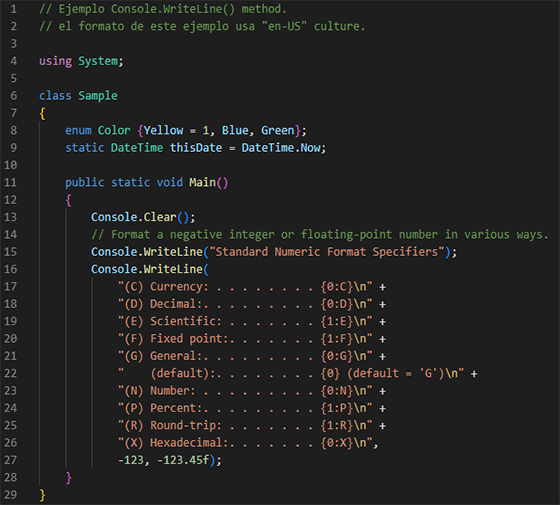 1 // Ejemplo Console.WriteLine() method.
2 // el formato de este ejemplo usa "en-US" culture.
3
4 using System;
5
6 class Sample
7 {
8 enum Color {Yellow = 1, Blue, Green};
9 static DateTime thisDate = DateTime.Now;
10
11 public static void Main()
12 {
13 Console.Clear();
14 // Format a negative integer or floating-point number in various ways.
15 Console.WriteLine("Standard Numeric Format Specifiers");
16 Console.WriteLine(
17 "(C) Currency: . . . . . . . . {0:C}\n" +
18 "(D) Decimal:. . . . . . . . . {0:D}\n" +
19 "(E) Scientific: . . . . . . . {1:E}\n" +
20 "(F) Fixed point:. . . . . . . {1:F}\n" +
21 "(G) General:. . . . . . . . . {0:G}\n" +
22 " (default):. . . . . . . . {0} (default = 'G')\n" +
23 "(N) Number: . . . . . . . . . {0:N}\n" +
24 "(P) Percent:. . . . . . . . . {1:P}\n" +
25 "(R) Round-trip: . . . . . . . {1:R}\n" +
26 "(X) Hexadecimal:. . . . . . . {0:X}\n",
27 -123, -123.45f);
28 }
29 }